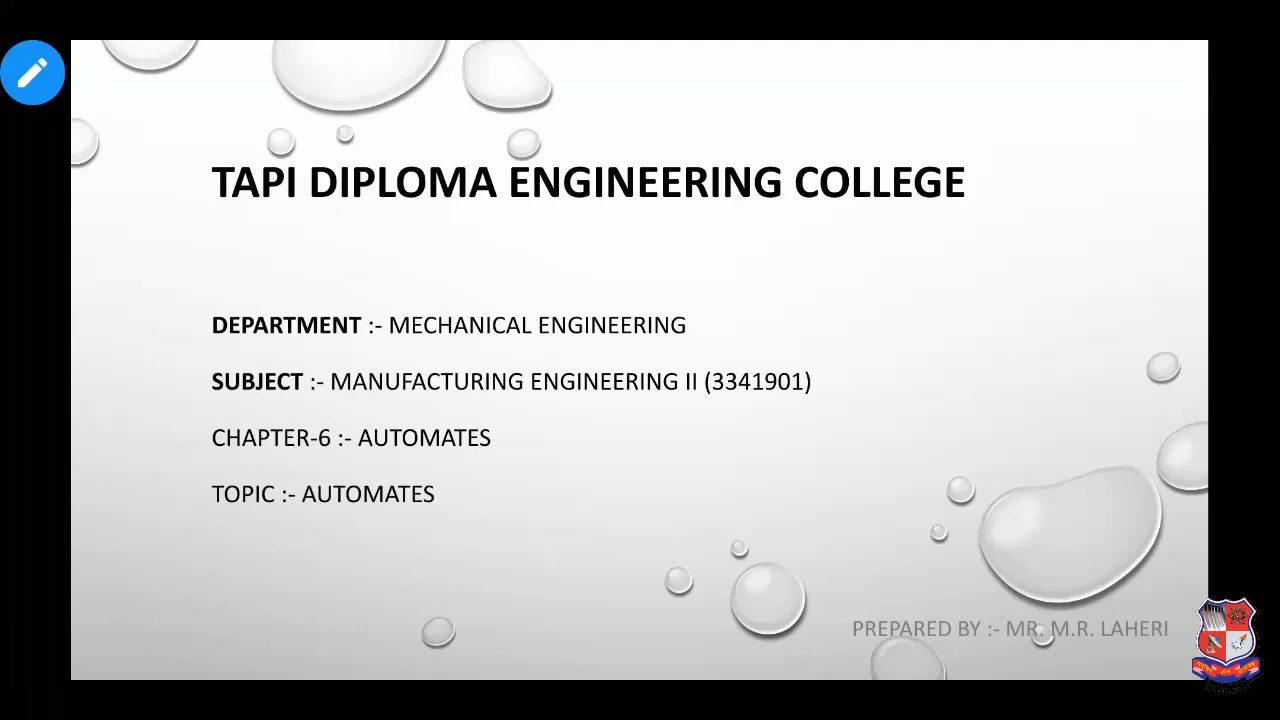 TAPI DIPLOMA ENGINEERING COLLEGE
DEPARTMENT :- MECHANICAL ENGINEERING
SUBJECT :- MANUFACTURING ENGINEERING II (3341901)
CHAPTER-6 :- AUTOMATES
TOPIC :- AUTOMATES
PREPARED BY :- MR. M.R. LAHERI